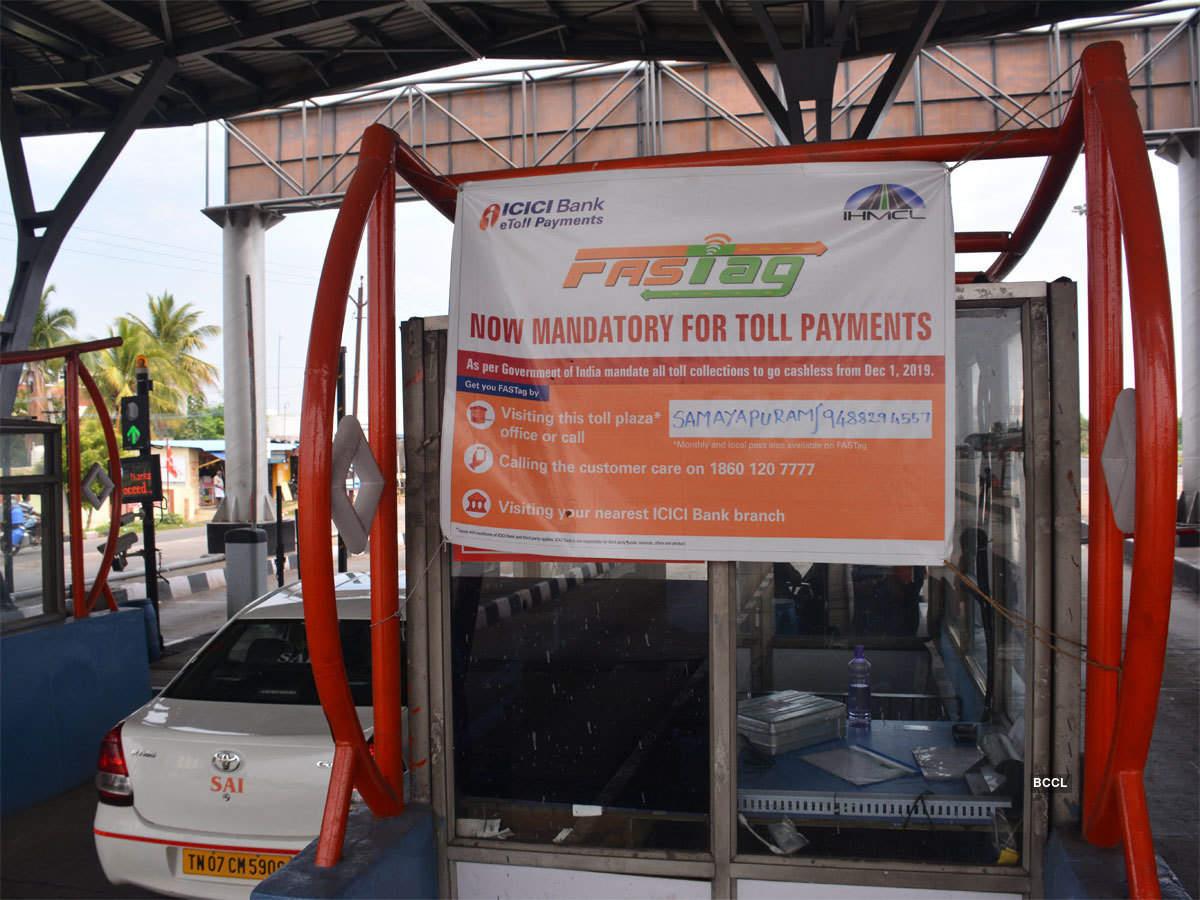 ICICI Bank
eToll Payments
IHMCL
FASTag
NOW MANDATORY FOR TOLL PAYMENTS
As per Government of India mandate all toll collections to go cashless from Dec 1, 2019.
Get you FASTag by
Visiting this toll plaza*
office or call
SAMAYAPURAM/9488294557
*Monthly and local pass also available on FASTag
Calling the customer care on 1860 120 7777
Visiting your nearest ICICI Bank branch
Thanks
SAI
TN 07 CM 590
BCCL